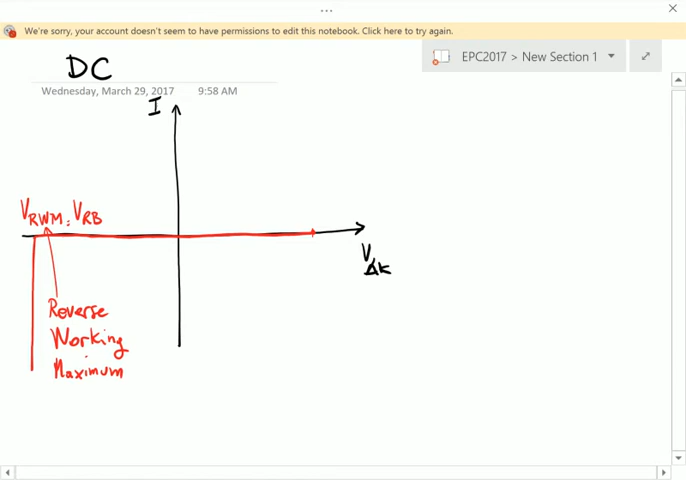 We're sorry, your account doesn't seem to have permissions to edit this notebook. Click here to try again.
DC
EPC2017 > New Section 1
Wednesday, March 29, 2017 9:58 AM
I
VRWM, VRB
VAK
Reverse
Working
Maximum